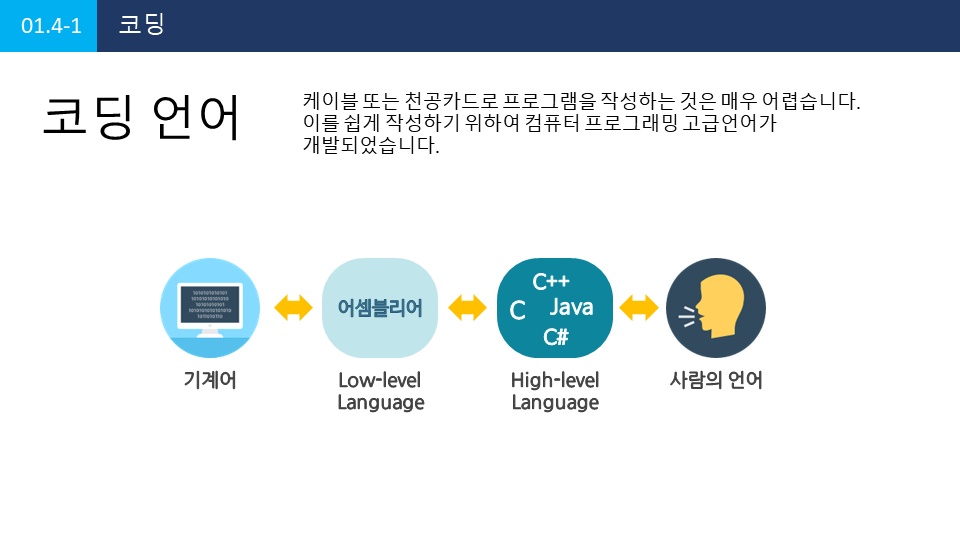 01.4-1 코딩
코딩 언어
케이블 또는 천공카드로 프로그램을 작성하는 것은 매우 어렵습니다.
이를 쉽게 작성하기 위하여 컴퓨터 프로그래밍 고급언어가
개발되었습니다.
어셈블리어
C++
C
Java
C#
기계어
Low-level
Language
High-level
Language
사람의 언어